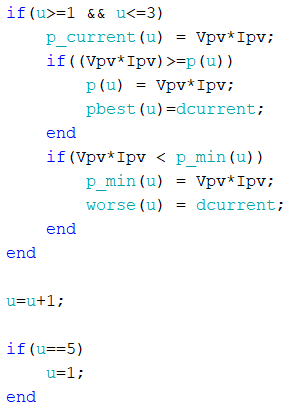 if(u>=1 && u<=3)
    p_current(u) = Vpv*Ipv;
    if((Vpv*Ipv)>=p(u))
        p(u) = Vpv*Ipv;
        pbest(u)=dcurrent;
    end
    if(Vpv*Ipv < p_min(u))
        p_min(u) = Vpv*Ipv;
        worse(u) = dcurrent;
    end
end

u=u+1;

if(u==5)
    u=1;
end